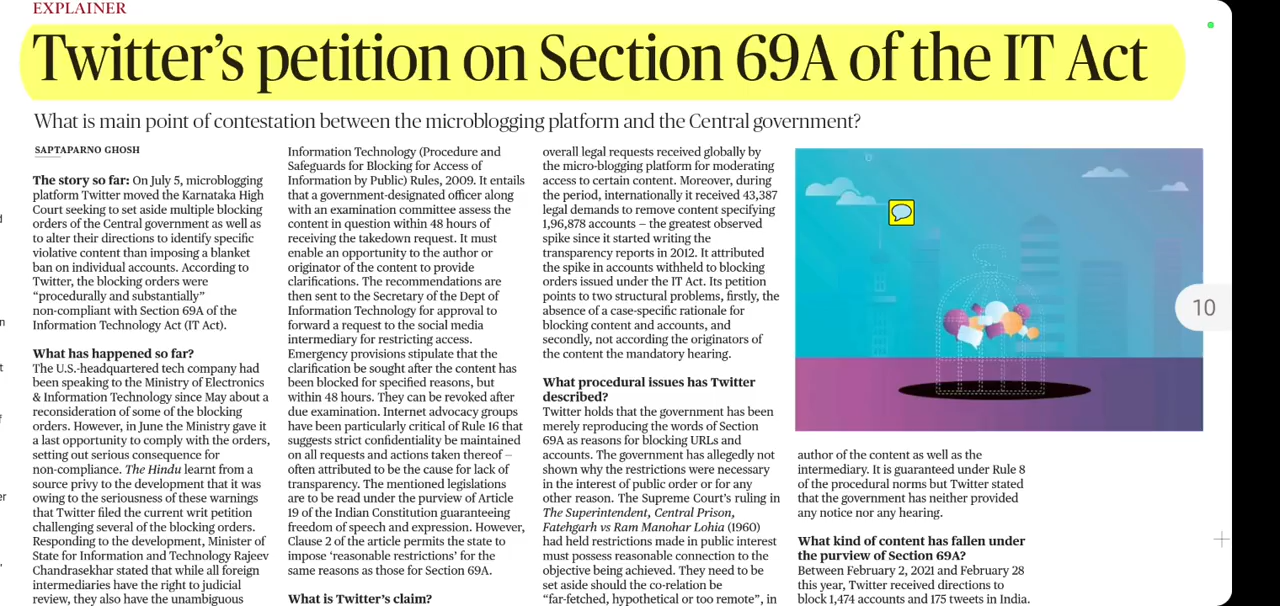 EXPLAINER
Twitter's petition on Section 69A of the IT Act
What is main point of contestation between the microblogging platform and the Central government?
SAPTAPARNO GHOSH
The story so far: On July 5, microblogging
platform Twitter moved the Karnataka High
Court seeking to set aside multiple blocking
orders of the Central government as well as
to alter their directions to identify specific
violative content than imposing a blanket
ban on individual accounts. According to
Twitter, the blocking orders were
“procedurally and substantially”
non-compliant with Section 69A of the
Information Technology Act (IT Act).
What has happened so far?
The U.S.-headquartered tech company had
been speaking to the Ministry of Electronics
& Information Technology since May about a
reconsideration of some of the blocking
orders. However, in June the Ministry gave it
a last opportunity to comply with the orders,
setting out serious consequence for
non-compliance. The Hindu learnt from a
source privy to the development that it was
owing to the seriousness of these warnings
that Twitter filed the current writ petition
challenging several of the blocking orders.
Responding to the development, Minister of
State for Information and Technology Rajeev
Chandrasekhar stated that while all foreign
intermediaries have the right to judicial
review, they also have the unambiguous
Information Technology (Procedure and
Safeguards for Blocking for Access of
Information by Public) Rules, 2009. It entails
that a government-designated officer along
with an examination committee assess the
content in question within 48 hours of
receiving the takedown request. It must
enable an opportunity to the author or
originator of the content to provide
clarifications. The recommendations are
then sent to the Secretary of the Dept of
Information Technology for approval to
forward a request to the social media
intermediary for restricting access.
Emergency provisions stipulate that the
clarification be sought after the content has
been blocked for specified reasons, but
within 48 hours. They can be revoked after
due examination. Internet advocacy groups
have been particularly critical of Rule 16 that
suggests strict confidentiality be maintained
on all requests and actions taken thereof —
often attributed to be the cause for lack of
transparency. The mentioned legislations
are to be read under the purview of Article
19 of the Indian Constitution guaranteeing
freedom of speech and expression. However,
Clause 2 of the article permits the state to
impose ‘reasonable restrictions’ for the
same reasons as those for Section 69A.
What is Twitter’s claim?
overall legal requests received globally by
the micro-blogging platform for moderating
access to certain content. Moreover, during
the period, internationally it received 43,387
legal demands to remove content specifying
1,96,878 accounts — the greatest observed
spike since it started writing the
transparency reports in 2012. It attributed
the spike in accounts withheld to blocking
orders issued under the IT Act. Its petition
points to two structural problems, firstly, the
absence of a case-specific rationale for
blocking content and accounts, and
secondly, not according the originators of
the content the mandatory hearing.
What procedural issues has Twitter
described?
Twitter holds that the government has been
merely reproducing the words of Section
69A as reasons for blocking URLs and
accounts. The government has allegedly not
shown why the restrictions were necessary
in the interest of public order or for any
other reason. The Supreme Court’s ruling in
The Superintendent, Central Prison,
Fatehgarh vs Ram Manohar Lohia (1960)
had held restrictions made in public interest
must possess reasonable connection to the
objective being achieved. They need to be
set aside should the co-relation be
“far-fetched, hypothetical or too remote”, in
author of the content as well as the
intermediary. It is guaranteed under Rule 8
of the procedural norms but Twitter stated
that the government has neither provided
any notice nor any hearing.
What kind of content has fallen under
the purview of Section 69A?
Between February 2, 2021 and February 28
this year, Twitter received directions to
block 1,474 accounts and 175 tweets in India.
10